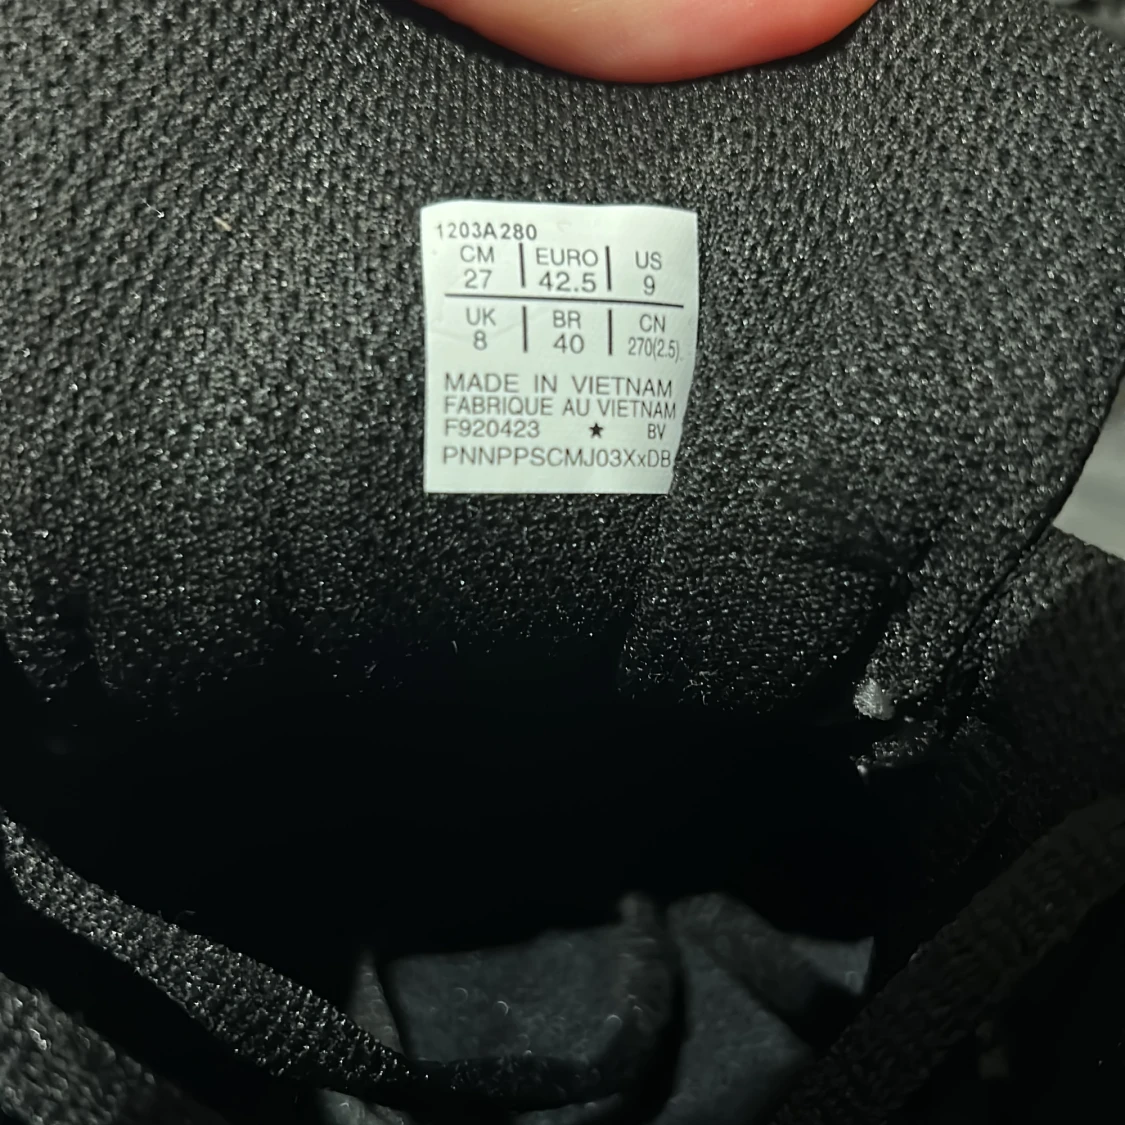 1203A280
CM | EURO | US
27 | 42.5 | 9
UK | BR | CN
8 | 40 | 270(2.5)
MADE IN VIETNAM
FABRIQUE AU VIETNAM
F920423 ★ BV
PNNPPSCMJ03XxDB